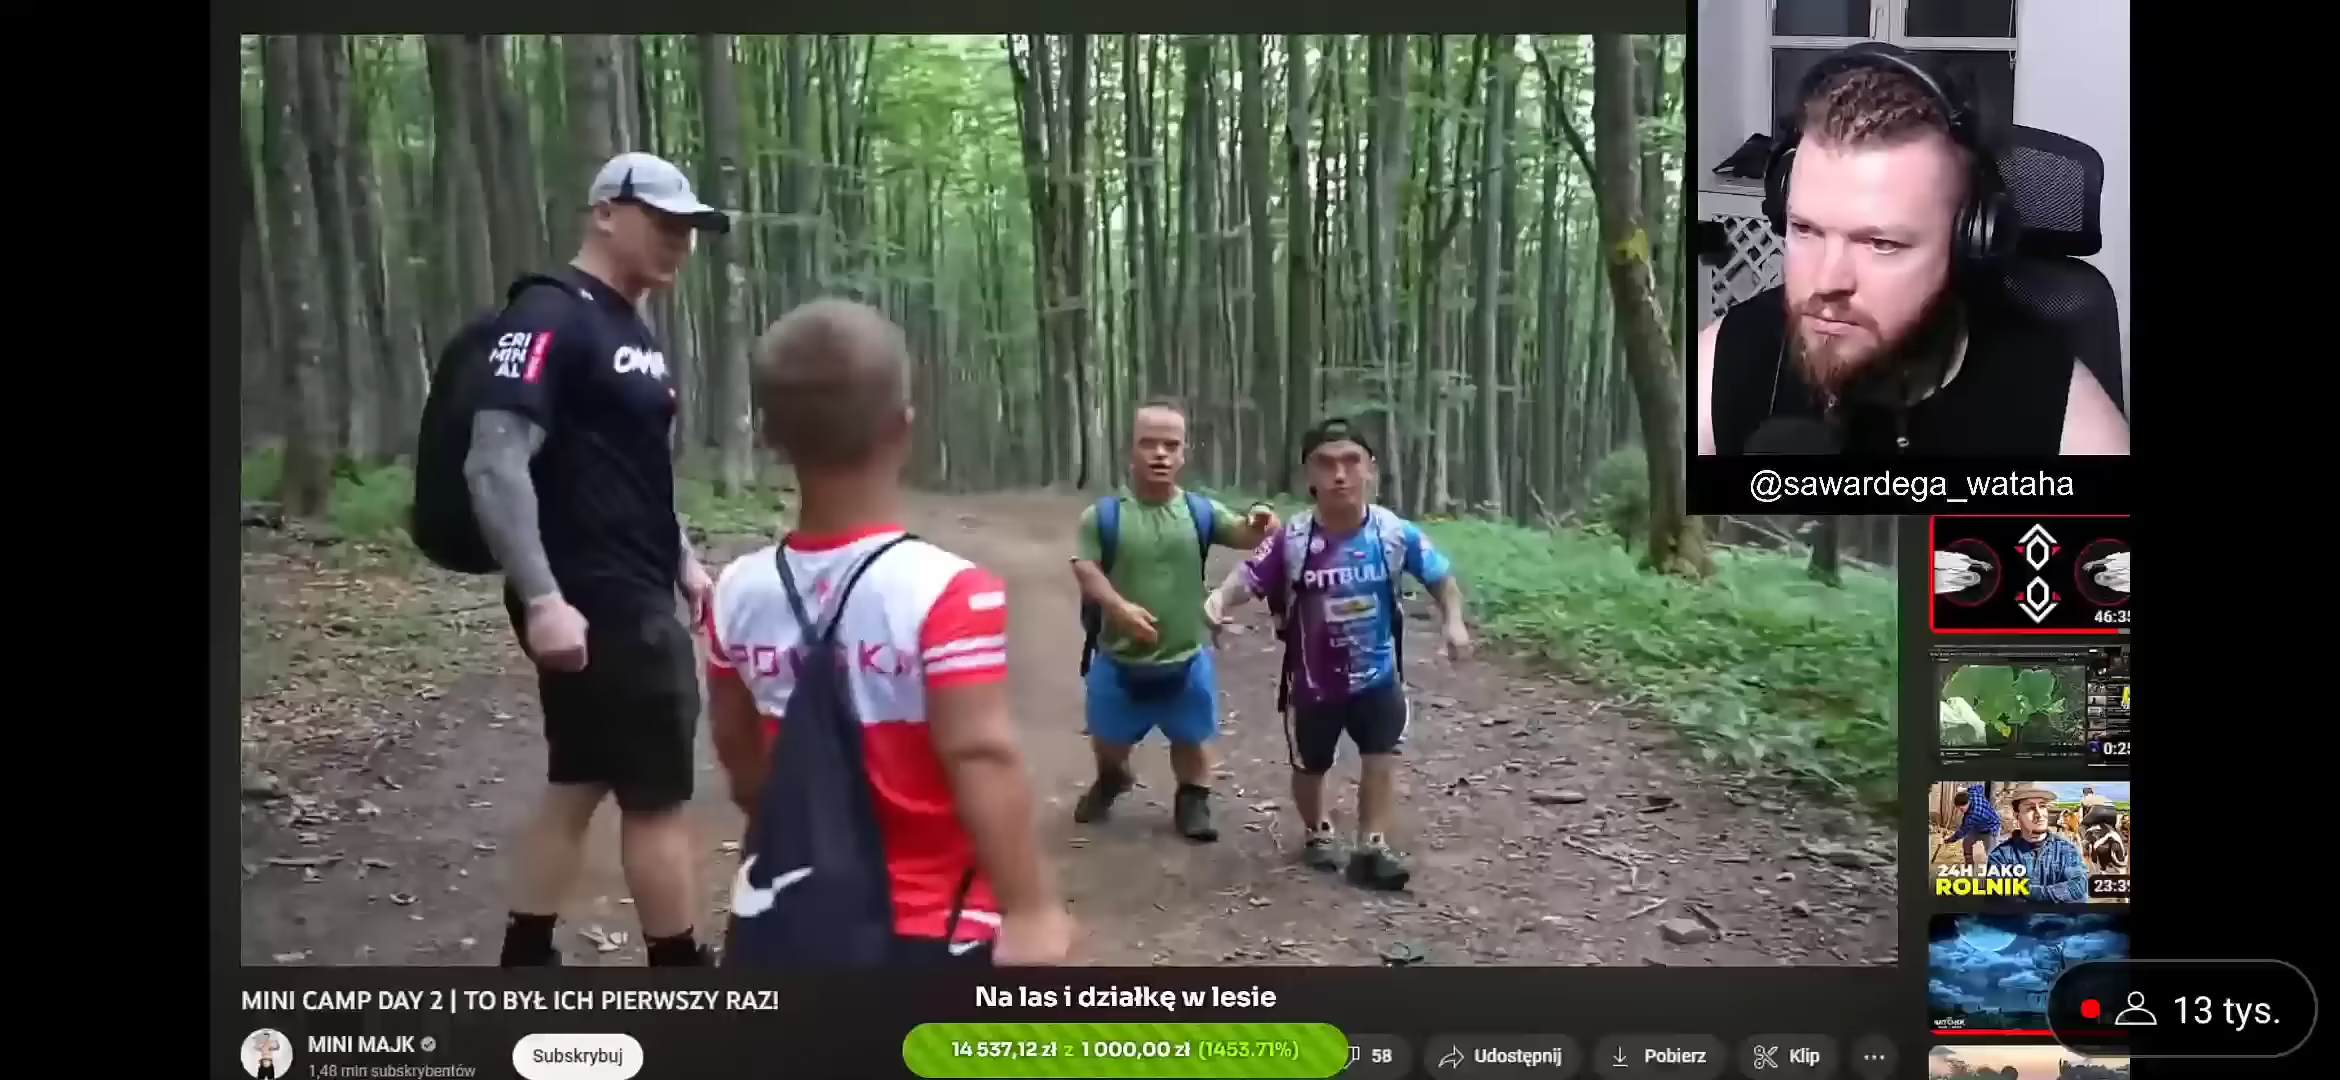 CRI
MIN
AL
PITBULL
@sawardega_wataha
46:3
0:2
24H JAKO
ROLNIK
23:3
MINI CAMP DAY 2 | TO BYŁ ICH PIERWSZY RAZ!
MINI MAJK
1,48 mln subskrybentów
Subskrybuj
Na las i działkę w lesie
14 537,12 zł z 1 000,00 zł (1453.71%)
58
Udostępnij
Pobierz
Klip
...
13 tys.